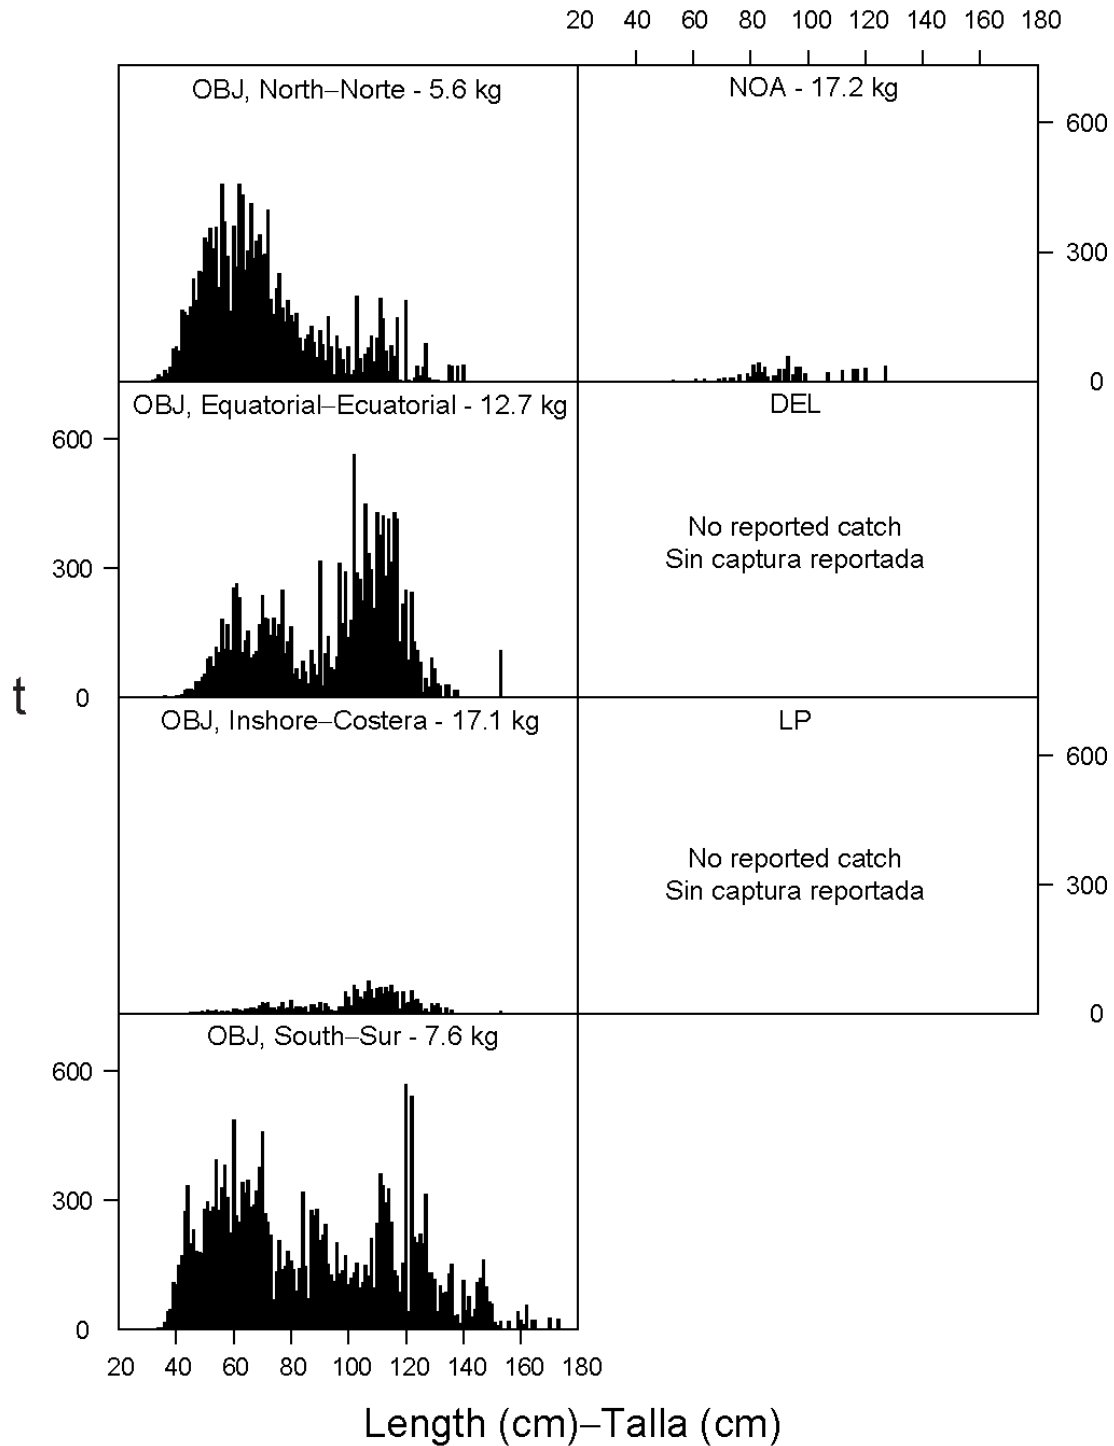 20 40 60 80 100 120 140 160 180
OBJ, North–Norte - 5.6 kg
NOA - 17.2 kg
600
300
0
OBJ, Equatorial–Ecuatorial - 12.7 kg
DEL
600
300
0
No reported catch
Sin captura reportada
t
OBJ, Inshore–Costera - 17.1 kg
LP
600
300
0
No reported catch
Sin captura reportada
OBJ, South–Sur - 7.6 kg
600
300
0
20 40 60 80 100 120 140 160 180
Length (cm)–Talla (cm)